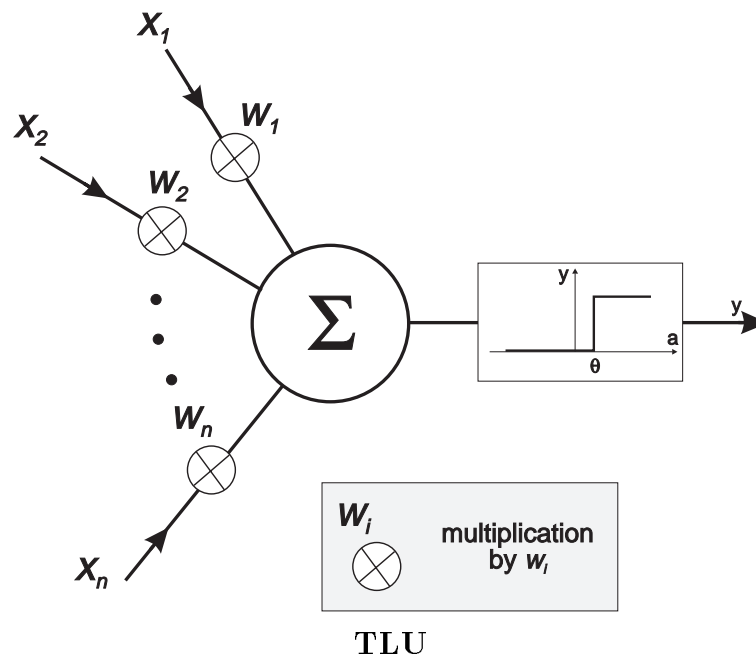 X1
W1
X2
W2
Σ
y
a
θ
y
Wn
Xn
Wi
multiplication
by wi
TLU